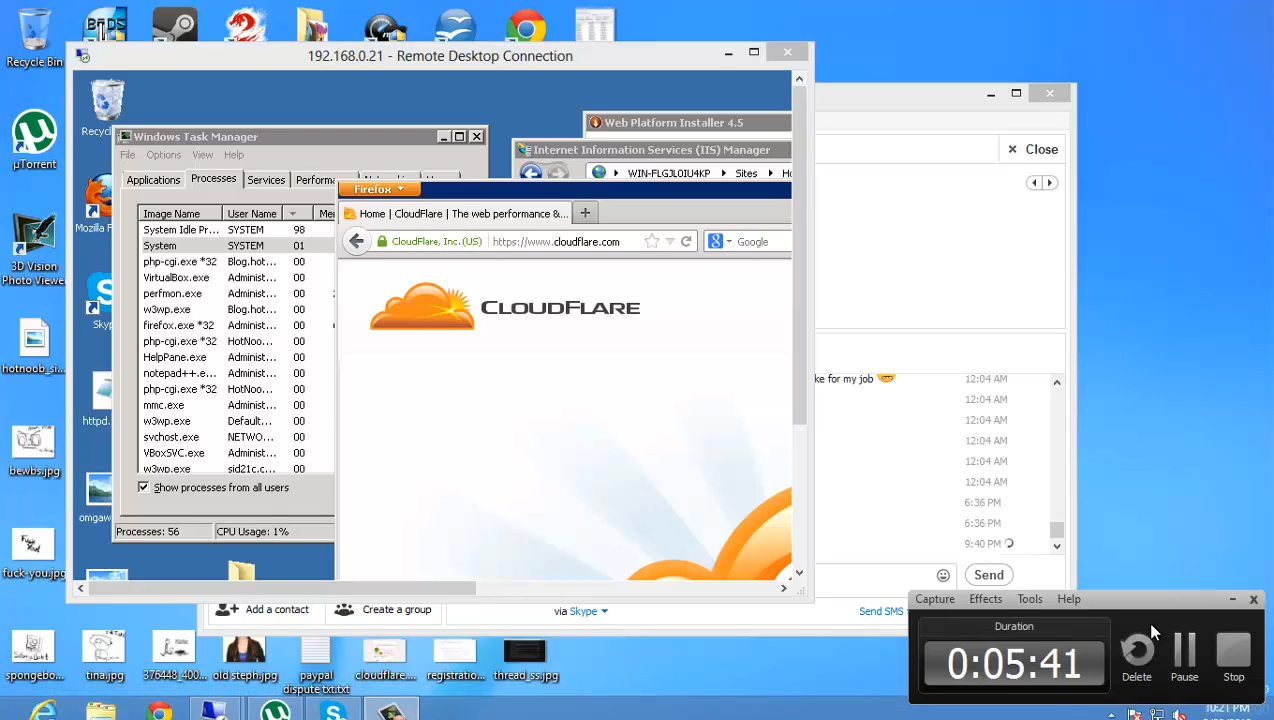 Recycle Bin
µTorrent
3D Vision
Photo Viewer
hotnoob_si...
bewbs.jpg
fuck-you.jpg
spongebo...
tina.jpg
376448_400...
old steph.jpg
paypal
dispute txt.txt
cloudflare....
registratio...
thread_ss.jpg
192.168.0.21 - Remote Desktop Connection
Recyc
Mozilla F
Skyp
httpd.
omgaw
Windows Task Manager
File Options View Help
Applications Processes Services Perform
Image Name User Name Me
System Idle Pr... SYSTEM 98
System SYSTEM 01
php-cgi.exe *32 Blog.hot... 00
VirtualBox.exe Administ... 00
perfmon.exe Administ... 00
w3wp.exe Blog.hot... 00
firefox.exe *32 Administ... 00
php-cgi.exe *32 HotNoo... 00
HelpPane.exe Administ... 00
notepad++.e... Administ... 00
php-cgi.exe *32 HotNoo... 00
mmc.exe Administ... 00
w3wp.exe Default... 00
svchost.exe NETWO... 00
VBoxSVC.exe Administ... 00
w3wp.exe sid21c.c... 00
Show processes from all users
Processes: 56 CPU Usage: 1%
Web Platform Installer 4.5
Internet Information Services (IIS) Manager
WIN-FLGJL0IU4KP Sites Ho
Firefox
Home | CloudFlare | The web performance &...
CloudFlare, Inc. (US) https://www.cloudflare.com Google
CLOUDFLARE
Close
ke for my job 12:04 AM
12:04 AM
12:04 AM
12:04 AM
12:04 AM
12:04 AM
6:36 PM
6:36 PM
9:40 PM
Send
Add a contact Create a group via Skype Send SMS
Capture Effects Tools Help
Duration
0:05:41
Delete Pause Stop
10:21 PM